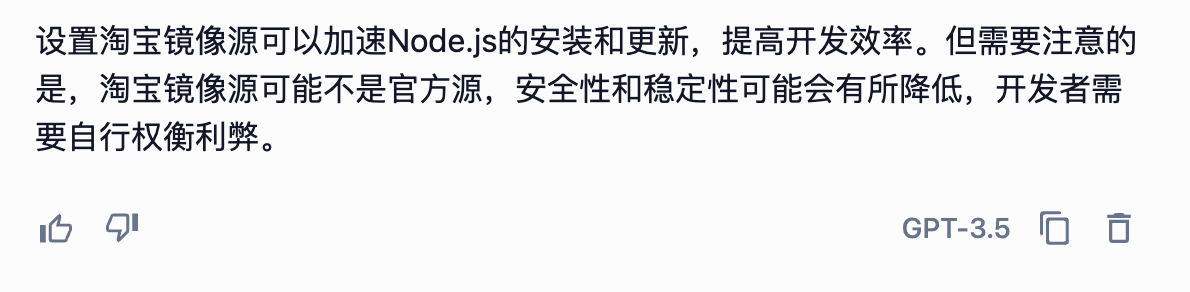 设置淘宝镜像源可以加速Node.js的安装和更新，提高开发效率。但需要注意的
是，淘宝镜像源可能不是官方源，安全性和稳定性可能会有所降低，开发者需
要自行权衡利弊。
GPT-3.5